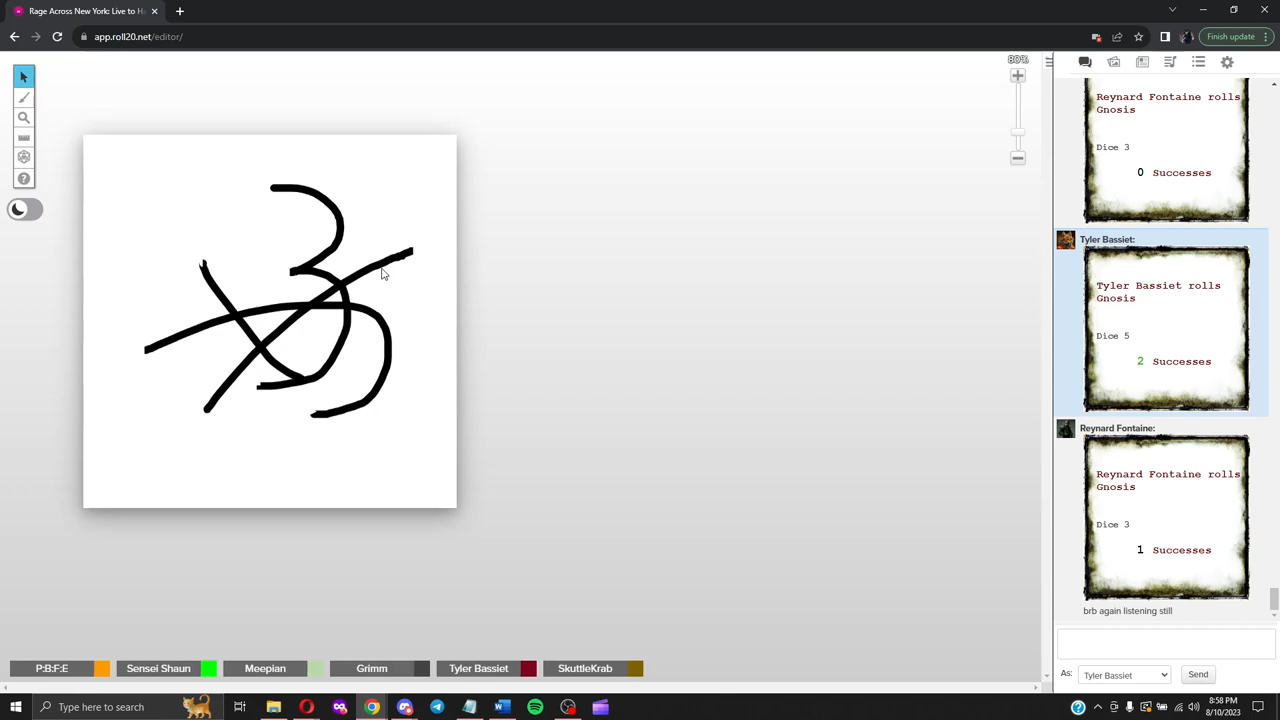 Rage Across New York: Live to Ha
app.roll20.net/editor/
Finish update
80%
Reynard Fontaine rolls
Gnosis
Dice 3
0 Successes
Tyler Bassiet:
Tyler Bassiet rolls
Gnosis
Dice 5
2 Successes
Reynard Fontaine:
Reynard Fontaine rolls
Gnosis
Dice 3
1 Successes
brb again listening still
P:B:F:E
Sensei Shaun
Meepian
Grimm
Tyler Bassiet
SkuttleKrab
As:
Tyler Bassiet
Send
Type here to search
8:58 PM
8/10/2023